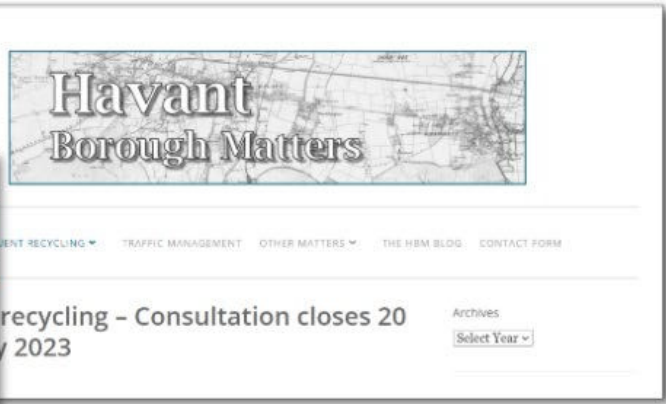 Havant
Borough Matters
ENT RECYCLING TRAFFIC MANAGEMENT OTHER MATTERS THE HBM BLOG CONTACT FORM
recycling – Consultation closes 20
y 2023
Archives
Select Year